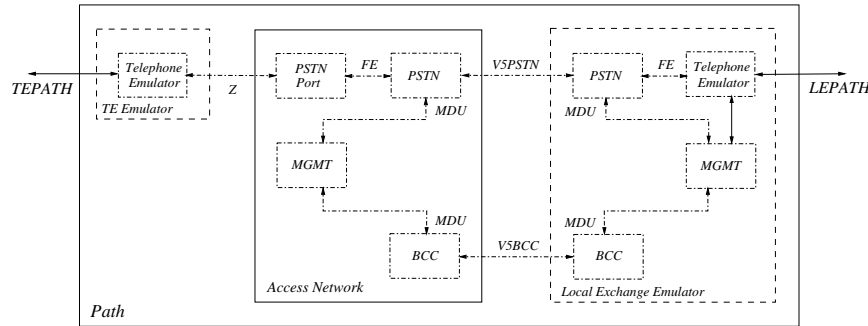 TEPATH
Telephone
Emulator
TE Emulator
Z
PSTN
Port
FE
PSTN
MDU
MGMT
MDU
BCC
Access Network
V5PSTN
V5BCC
PSTN
FE
Telephone
Emulator
MDU
MGMT
MDU
BCC
Local Exchange Emulator
LEPATH
Path